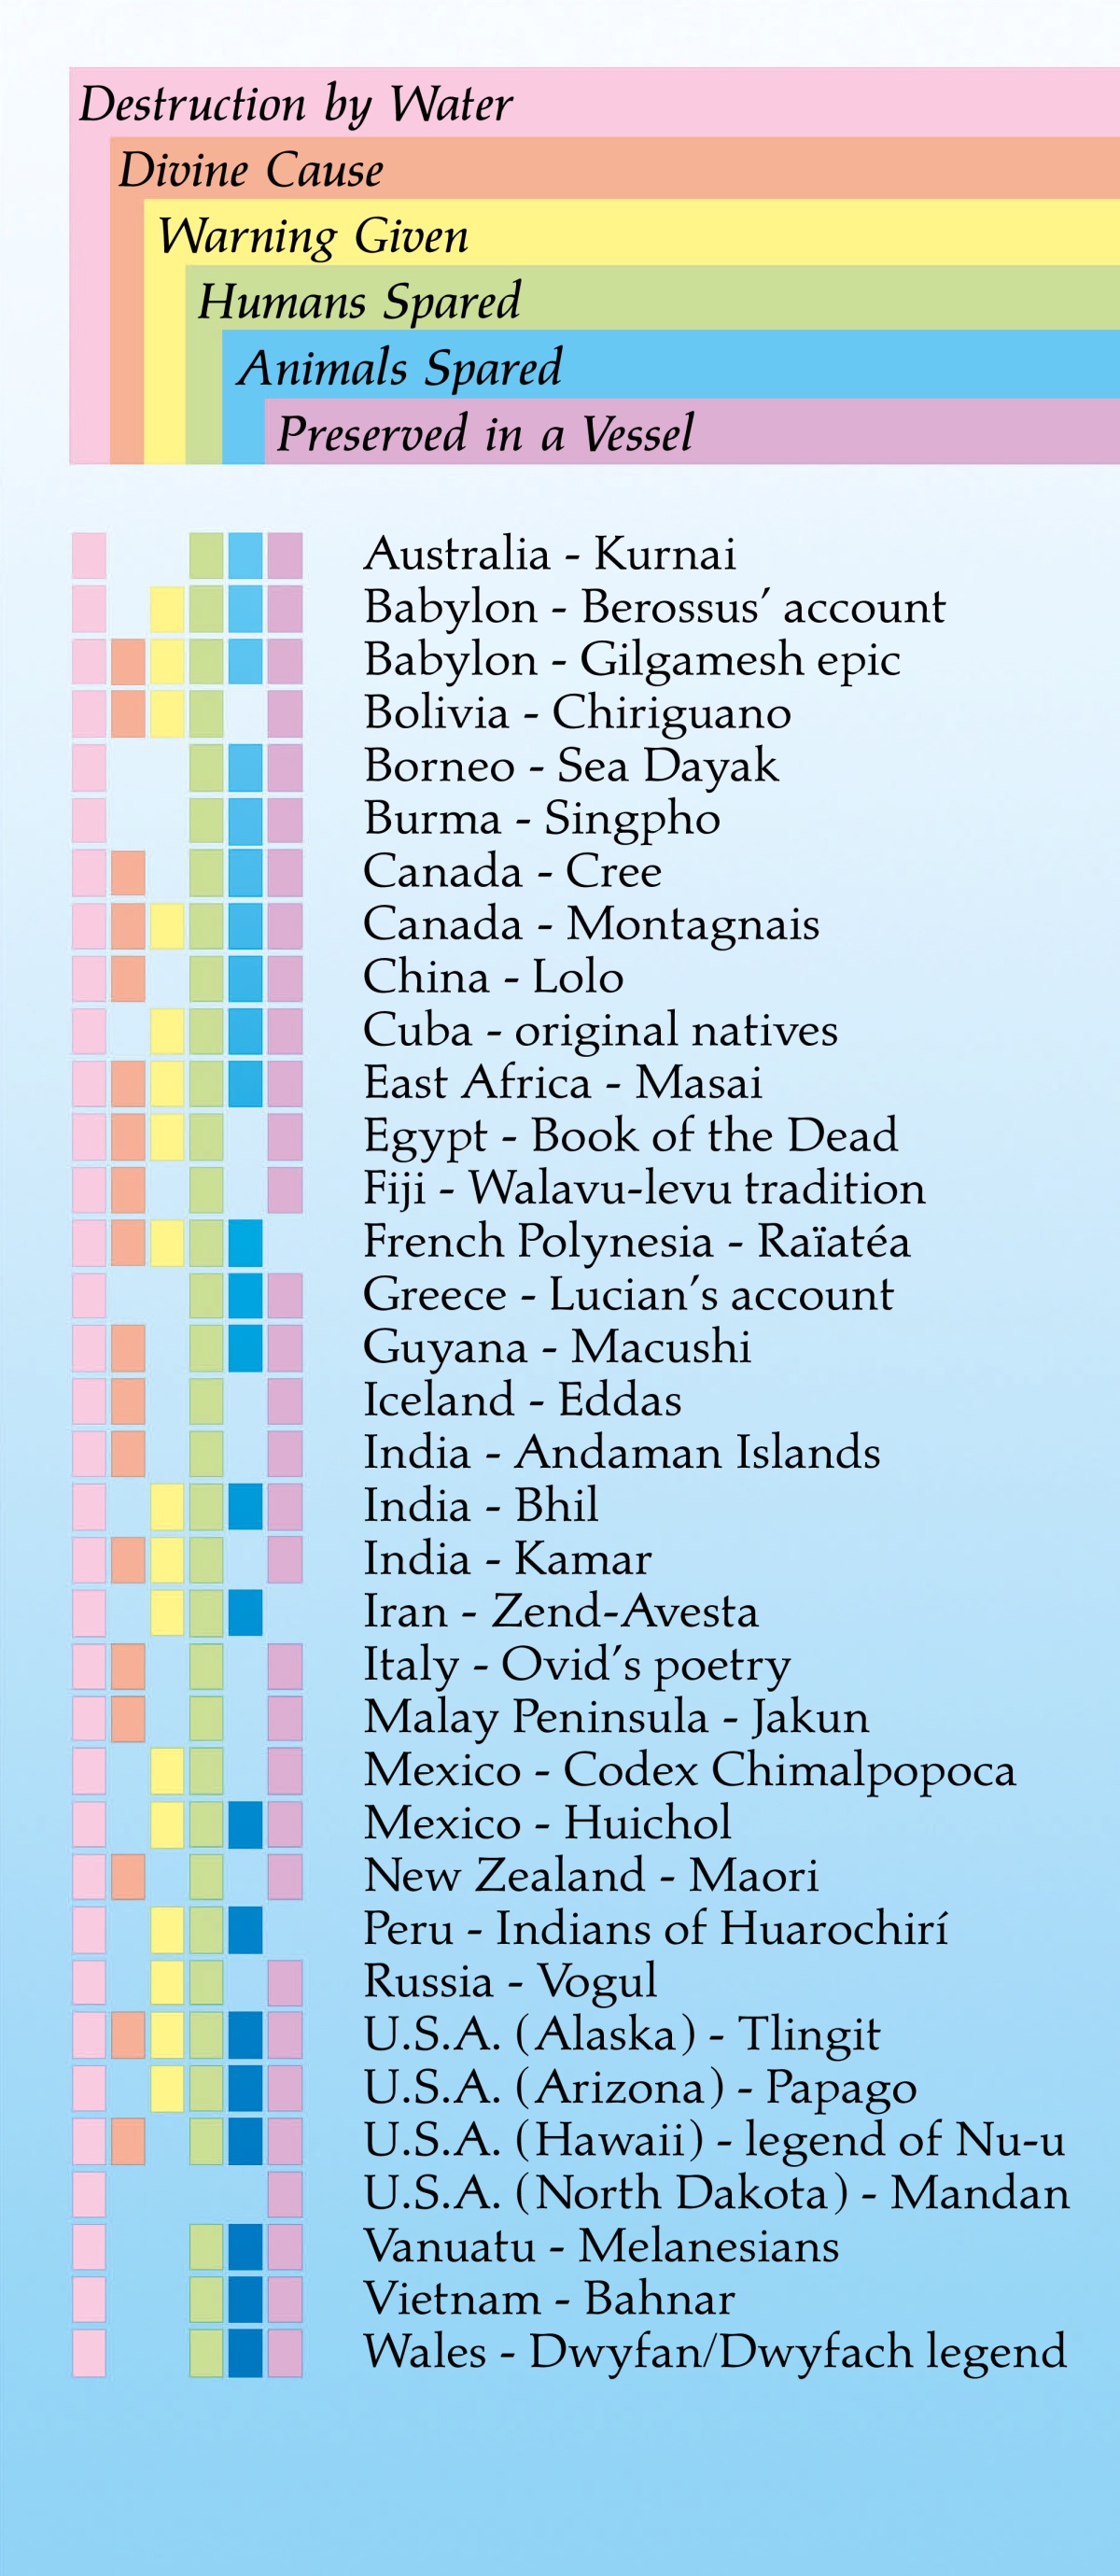 Destruction by Water
Divine Cause
Warning Given
Humans Spared
Animals Spared
Preserved in a Vessel
Australia - Kurnai
Babylon - Berossus’ account
Babylon - Gilgamesh epic
Bolivia - Chiriguano
Borneo - Sea Dayak
Burma - Singpho
Canada - Cree
Canada - Montagnais
China - Lolo
Cuba - original natives
East Africa - Masai
Egypt - Book of the Dead
Fiji - Walavu-levu tradition
French Polynesia - Raïatéa
Greece - Lucian’s account
Guyana - Macushi
Iceland - Eddas
India - Andaman Islands
India - Bhil
India - Kamar
Iran - Zend-Avesta
Italy - Ovid’s poetry
Malay Peninsula - Jakun
Mexico - Codex Chimalpopoca
Mexico - Huichol
New Zealand - Maori
Peru - Indians of Huarochirí
Russia - Vogul
U.S.A. (Alaska) - Tlingit
U.S.A. (Arizona) - Papago
U.S.A. (Hawaii) - legend of Nu-u
U.S.A. (North Dakota) - Mandan
Vanuatu - Melanesians
Vietnam - Bahnar
Wales - Dwyfan/Dwyfach legend